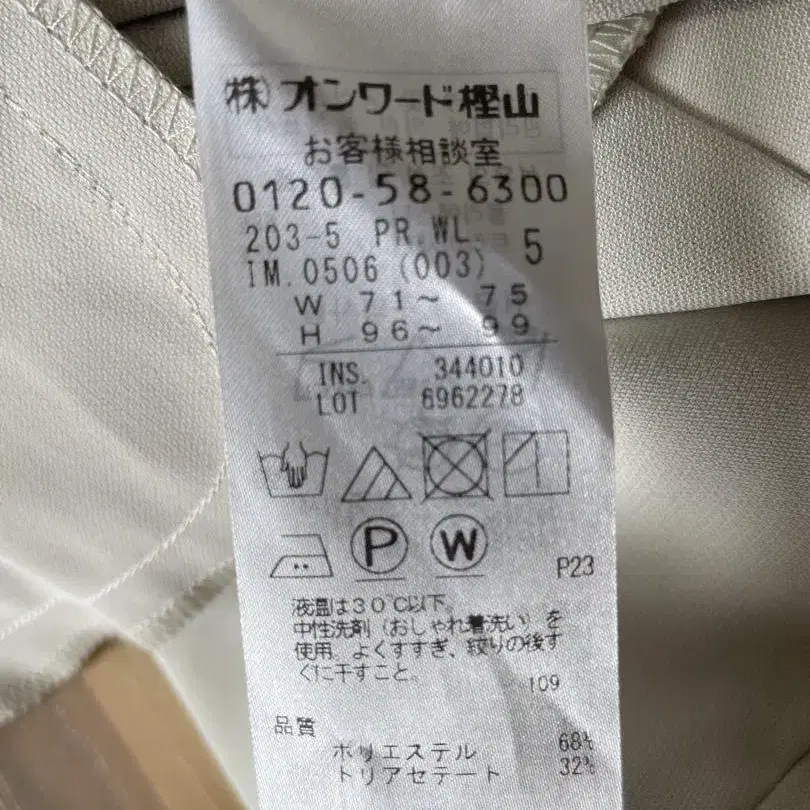 ㈱オンワード樫山
お客様相談室
0120-58-6300
203-5 PR.WL. 5
IM.0506 (003)
W 71~ 75
H 96~ 99
INS. 344010
LOT 6962278
P W
P23
液温は30℃以下。
中性洗剤(おしゃれ着洗い)を
使用、よくすすぎ、絞りの後す
ぐに干すこと。
109
品質
ポリエステル 68%
トリアセテート 32%